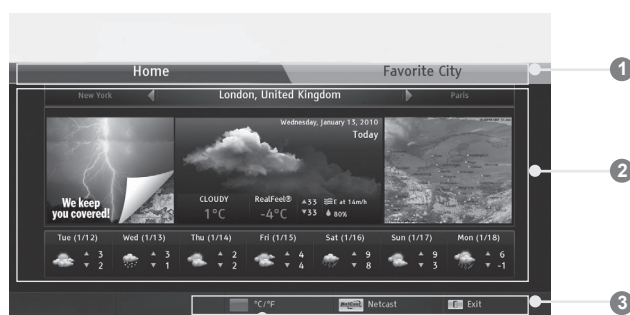 Home Favorite City
1
New York London, United Kingdom Paris
Wednesday, January 13, 2010
Today
We keep
you covered!
CLOUDY RealFeel® ▲33 E at 14m/h
1°C -4°C ▼33 80%
2
Tue (1/12) Wed (1/13) Thu (1/14) Fri (1/15) Sat (1/16) Sun (1/17) Mon (1/18)
▲ 3 ▲ 3 ▲ 2 ▲ 4 ▲ 9 ▲ 9 ▲ 6
▼ 2 ▼ 1 ▼ 2 ▼ 4 ▼ 8 ▼ 3 ▼ -1
°C/°F NetCast Netcast Exit
3